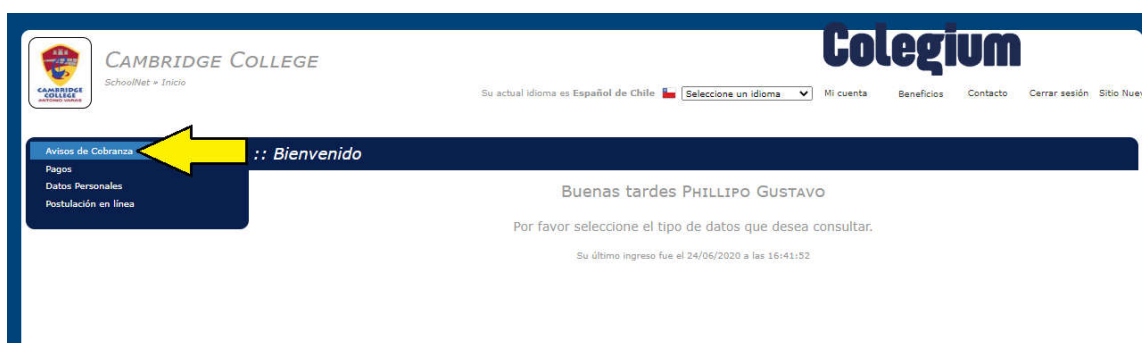 Colegium
CAMBRIDGE COLLEGE
SchoolNet » Inicio
CAMBRIDGE
COLLEGE
Su actual idioma es Español de Chile Seleccione un idioma Mi cuenta Beneficios Contacto Cerrar sesión Sitio Nuev
Avisos de Cobranza
:: Bienvenido
Pagos
Datos Personales
Postulación en línea
Buenas tardes PHILLIPO GUSTAVO
Por favor seleccione el tipo de datos que desea consultar.
Su último ingreso fue el 24/06/2020 a las 16:41:52